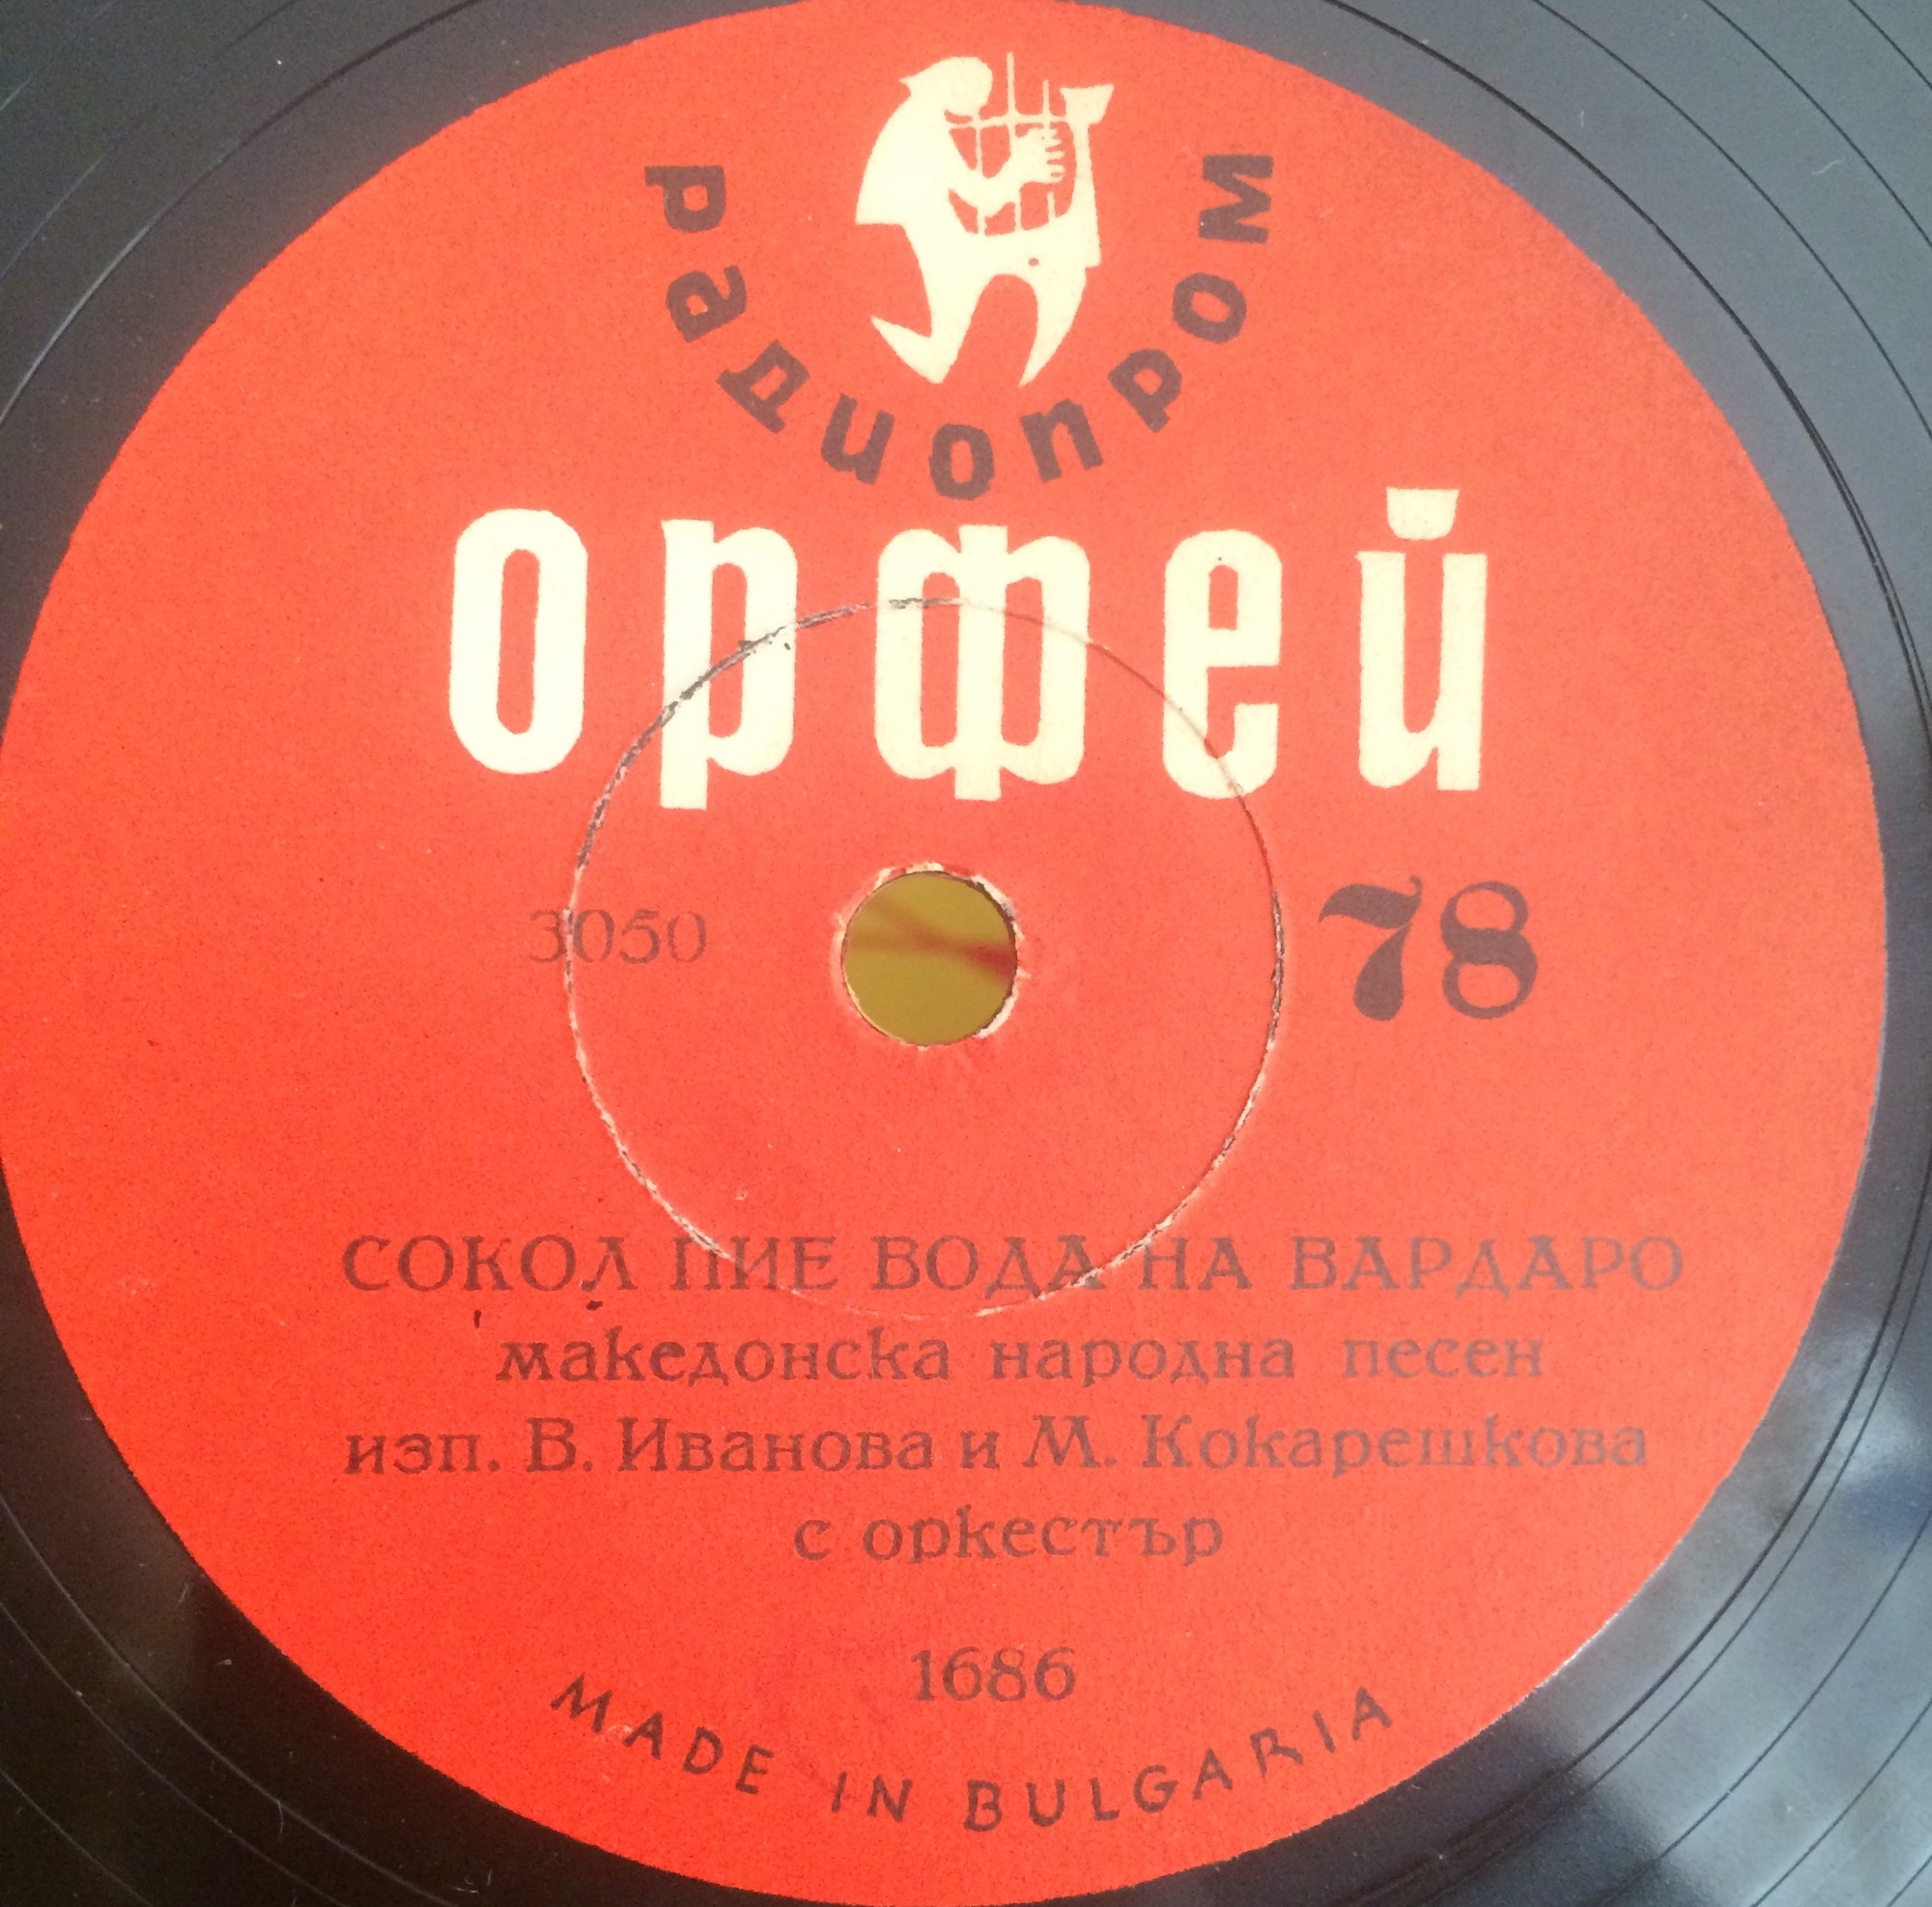 радиопром
орфей
3050 78
СОКОЛ ПИЕ ВОДА НА ВАРДАРО
македонска народна песен
изп. В. Иванова и М. Кокарешкова
с оркестър
1686
MADE IN BULGARIA